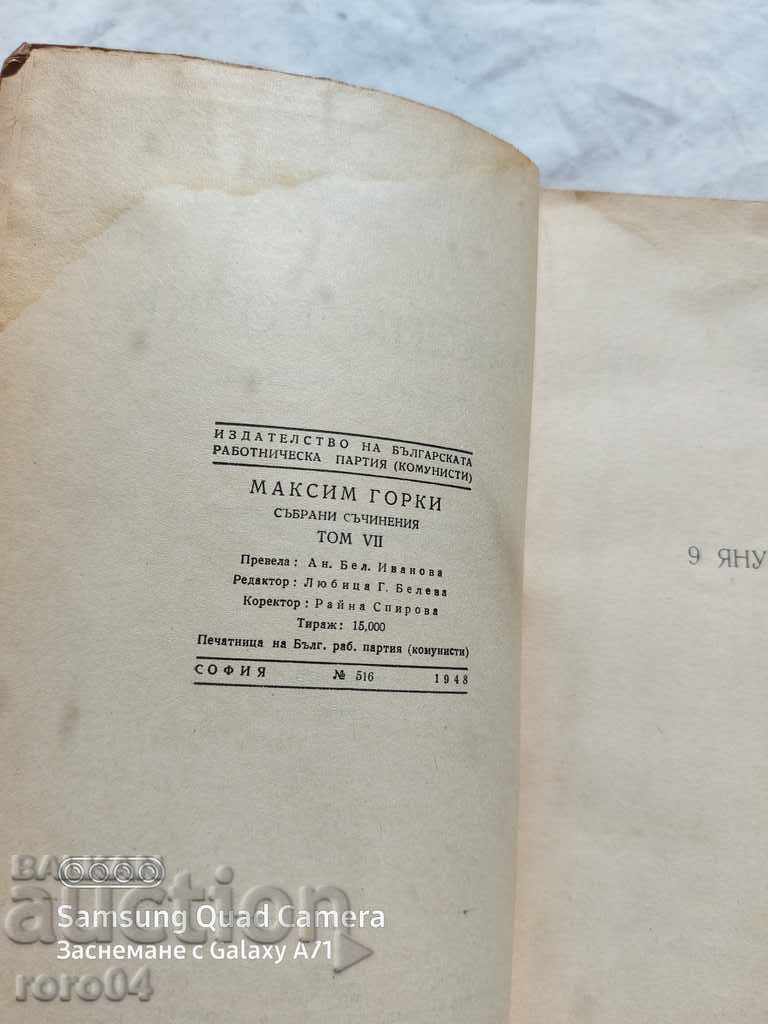 ИЗДАТЕЛСТВО НА БЪЛГАРСКАТА
РАБОТНИЧЕСКА ПАРТИЯ (КОМУНИСТИ)
МАКСИМ ГОРКИ
СЪБРАНИ СЪЧИНЕНИЯ
ТОМ VII
Превела: Ан. Бел. Иванова
Редактор: Любица Г. Белева
Коректор: Райна Спирова
Тираж: 15,000
Печатница на Бълг. раб. партия (комунисти)
СОФИЯ № 516 1948
9 ЯНУ
auction
Samsung Quad Camera
Заснемане с Galaxy A71
roro04